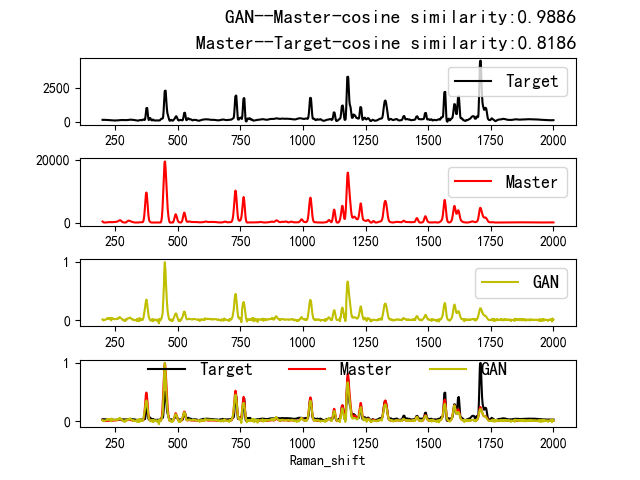 GAN--Master-cosine similarity:0.9886
Master--Target-cosine similarity:0.8186
2500
0
Target
250 500 750 1000 1250 1500 1750 2000
20000
0
Master
250 500 750 1000 1250 1500 1750 2000
1
0
GAN
250 500 750 1000 1250 1500 1750 2000
1
0
Target Master GAN
250 500 750 1000 1250 1500 1750 2000
Raman_shift